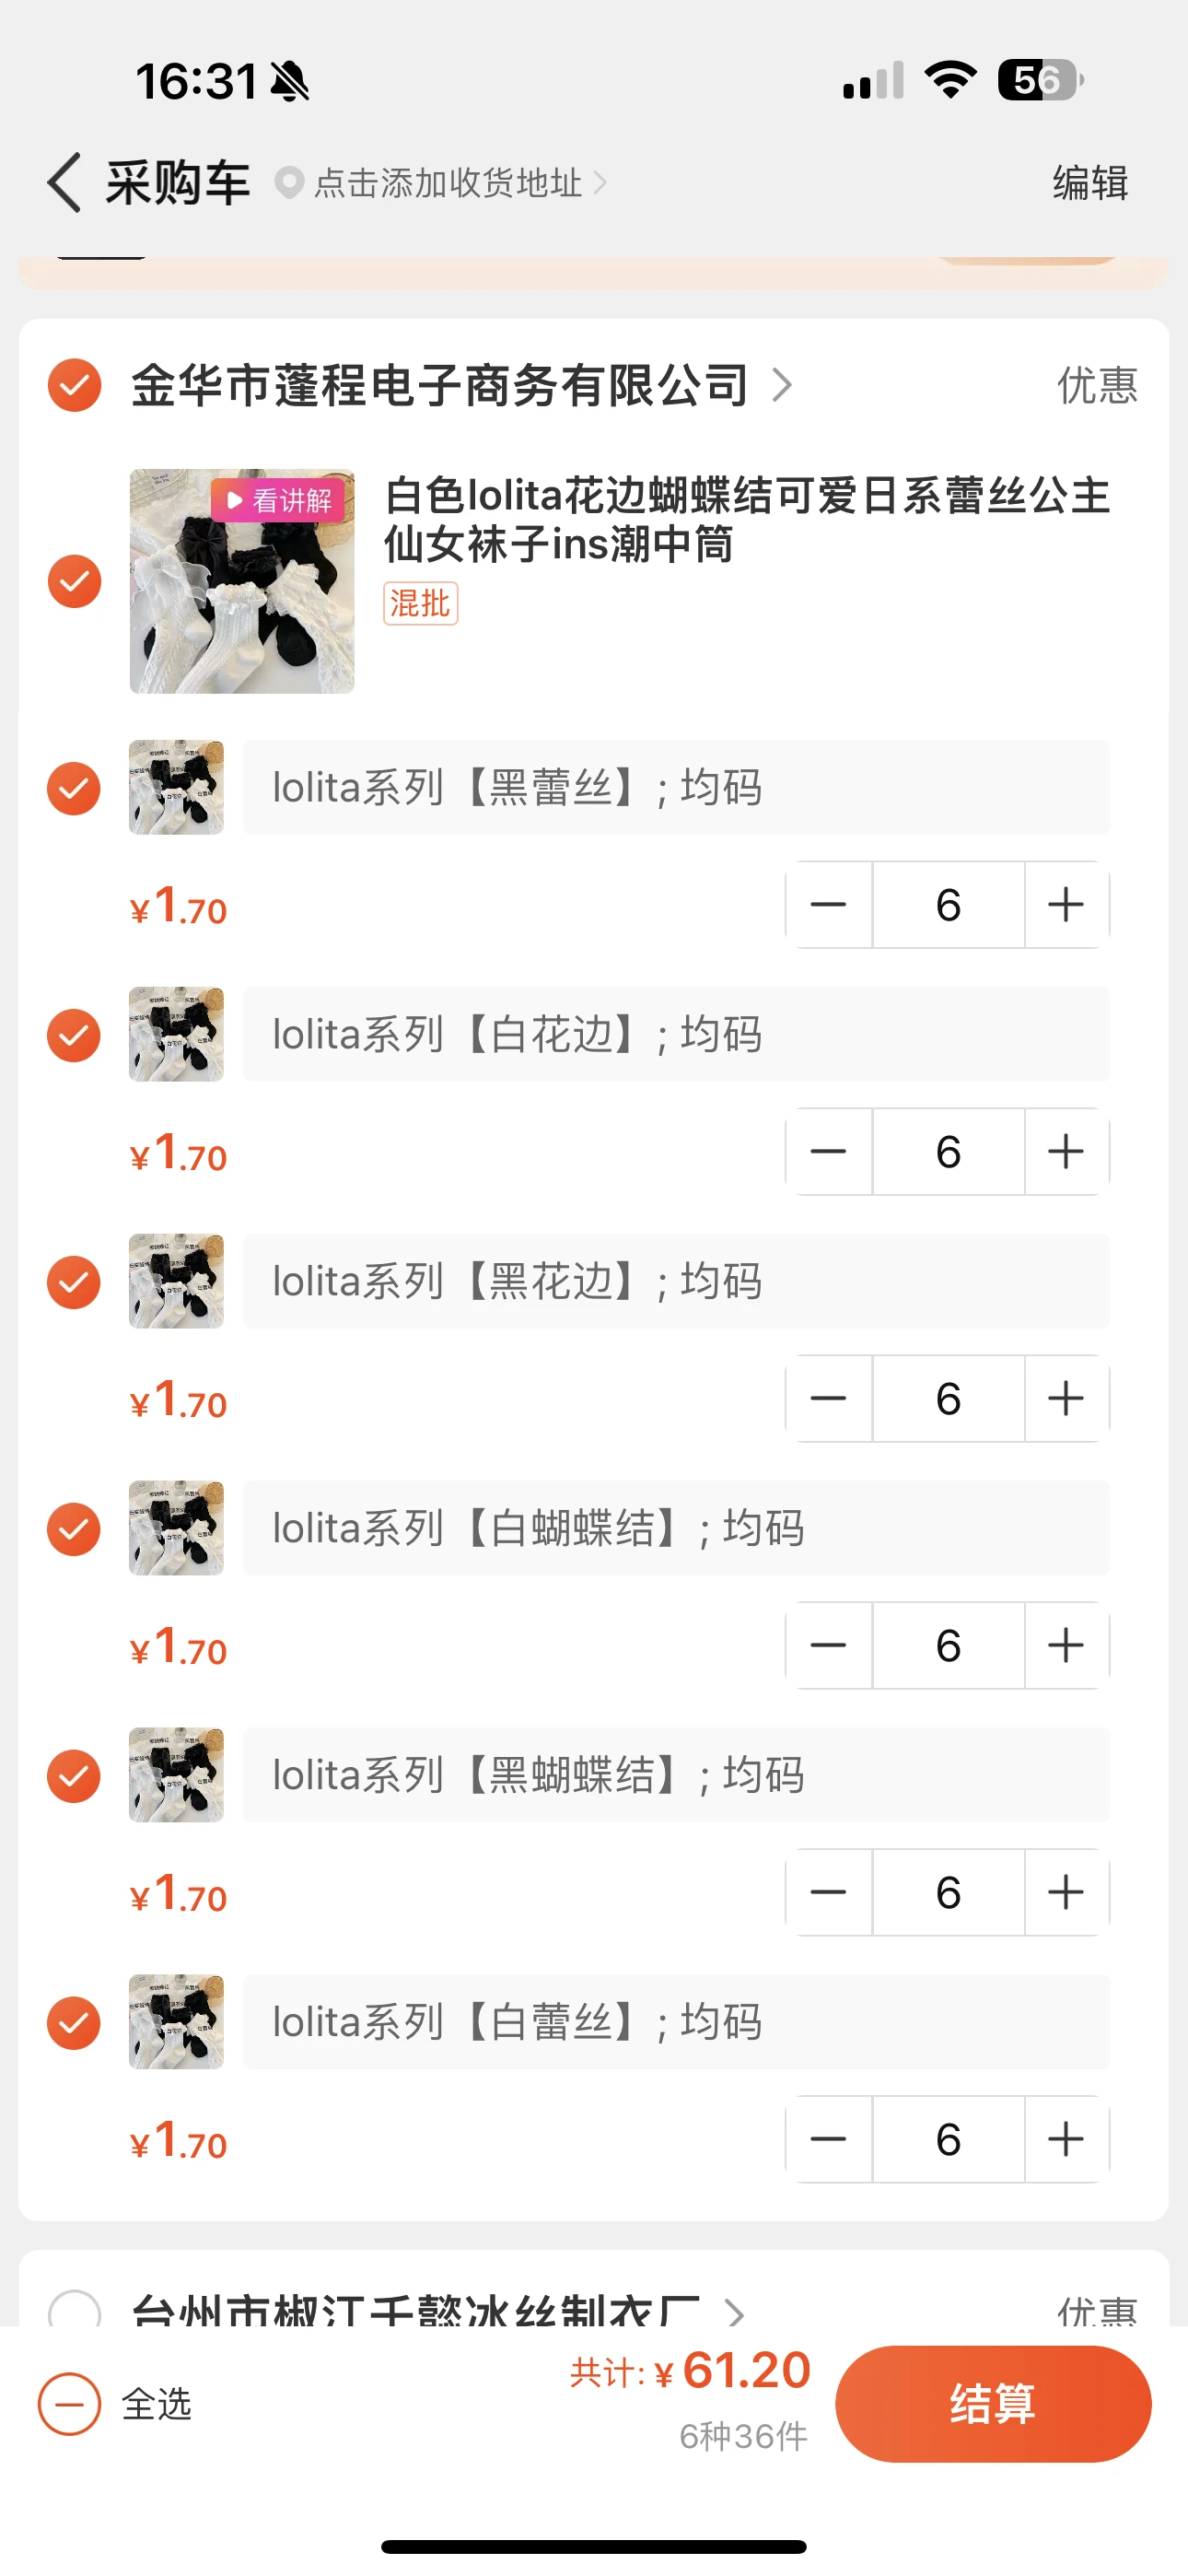 16:31
56
采购车
点击添加收货地址
编辑
金华市蓬程电子商务有限公司
优惠
看讲解
白色lolita花边蝴蝶结可爱日系蕾丝公主
仙女袜子ins潮中筒
混批
lolita系列【黑蕾丝】; 均码
¥1.70
6
lolita系列【白花边】; 均码
¥1.70
6
lolita系列【黑花边】; 均码
¥1.70
6
lolita系列【白蝴蝶结】; 均码
¥1.70
6
lolita系列【黑蝴蝶结】; 均码
¥1.70
6
lolita系列【白蕾丝】; 均码
¥1.70
6
台州市椒江千懿冰丝制衣厂
优惠
全选
共计: ¥ 61.20
6种36件
结算